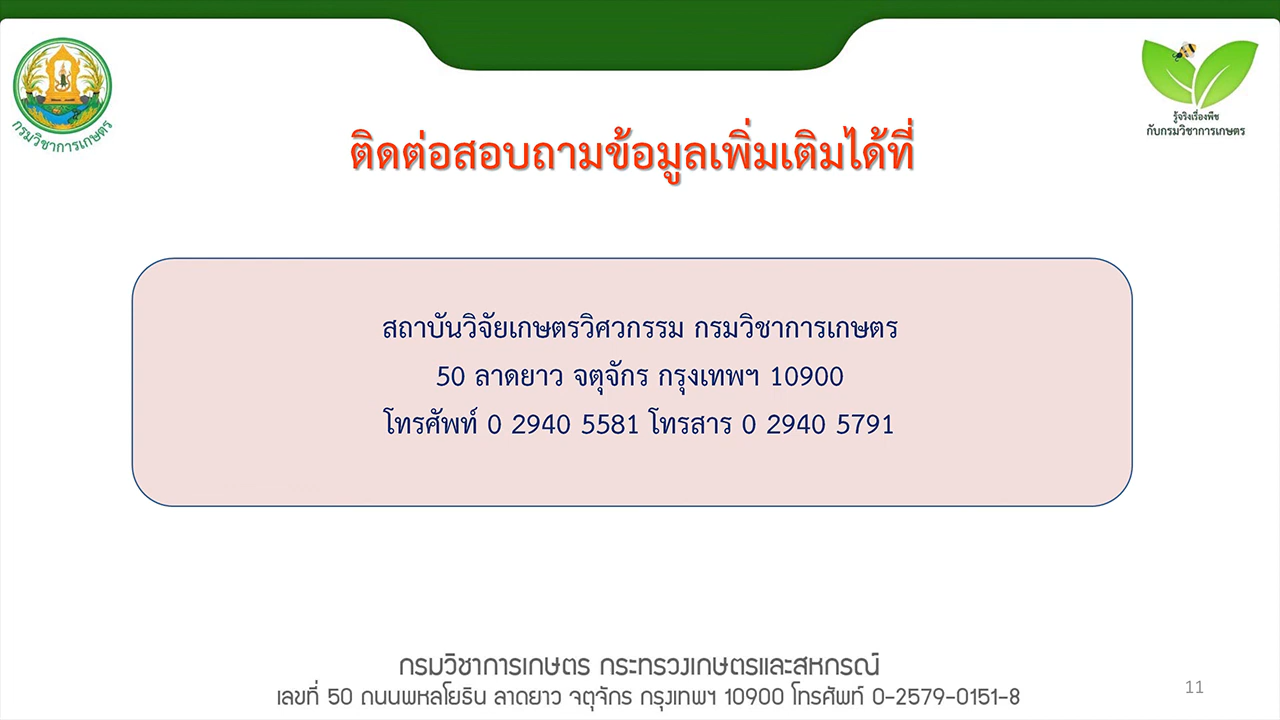 กรมวิชาการเกษตร
รู้จริงเรื่องพืช
กับกรมวิชาการเกษตร
ติดต่อสอบถามข้อมูลเพิ่มเติมได้ที่
สถาบันวิจัยเกษตรวิศวกรรม กรมวิชาการเกษตร
50 ลาดยาว จตุจักร กรุงเทพฯ 10900
โทรศัพท์ 0 2940 5581 โทรสาร 0 2940 5791
กรมวิชาการเกษตร กระทรวงเกษตรและสหกรณ์
เลขที่ 50 ถนนพหลโยธิน ลาดยาว จตุจักร กรุงเทพฯ 10900 โทรศัพท์ 0-2579-0151-8
11